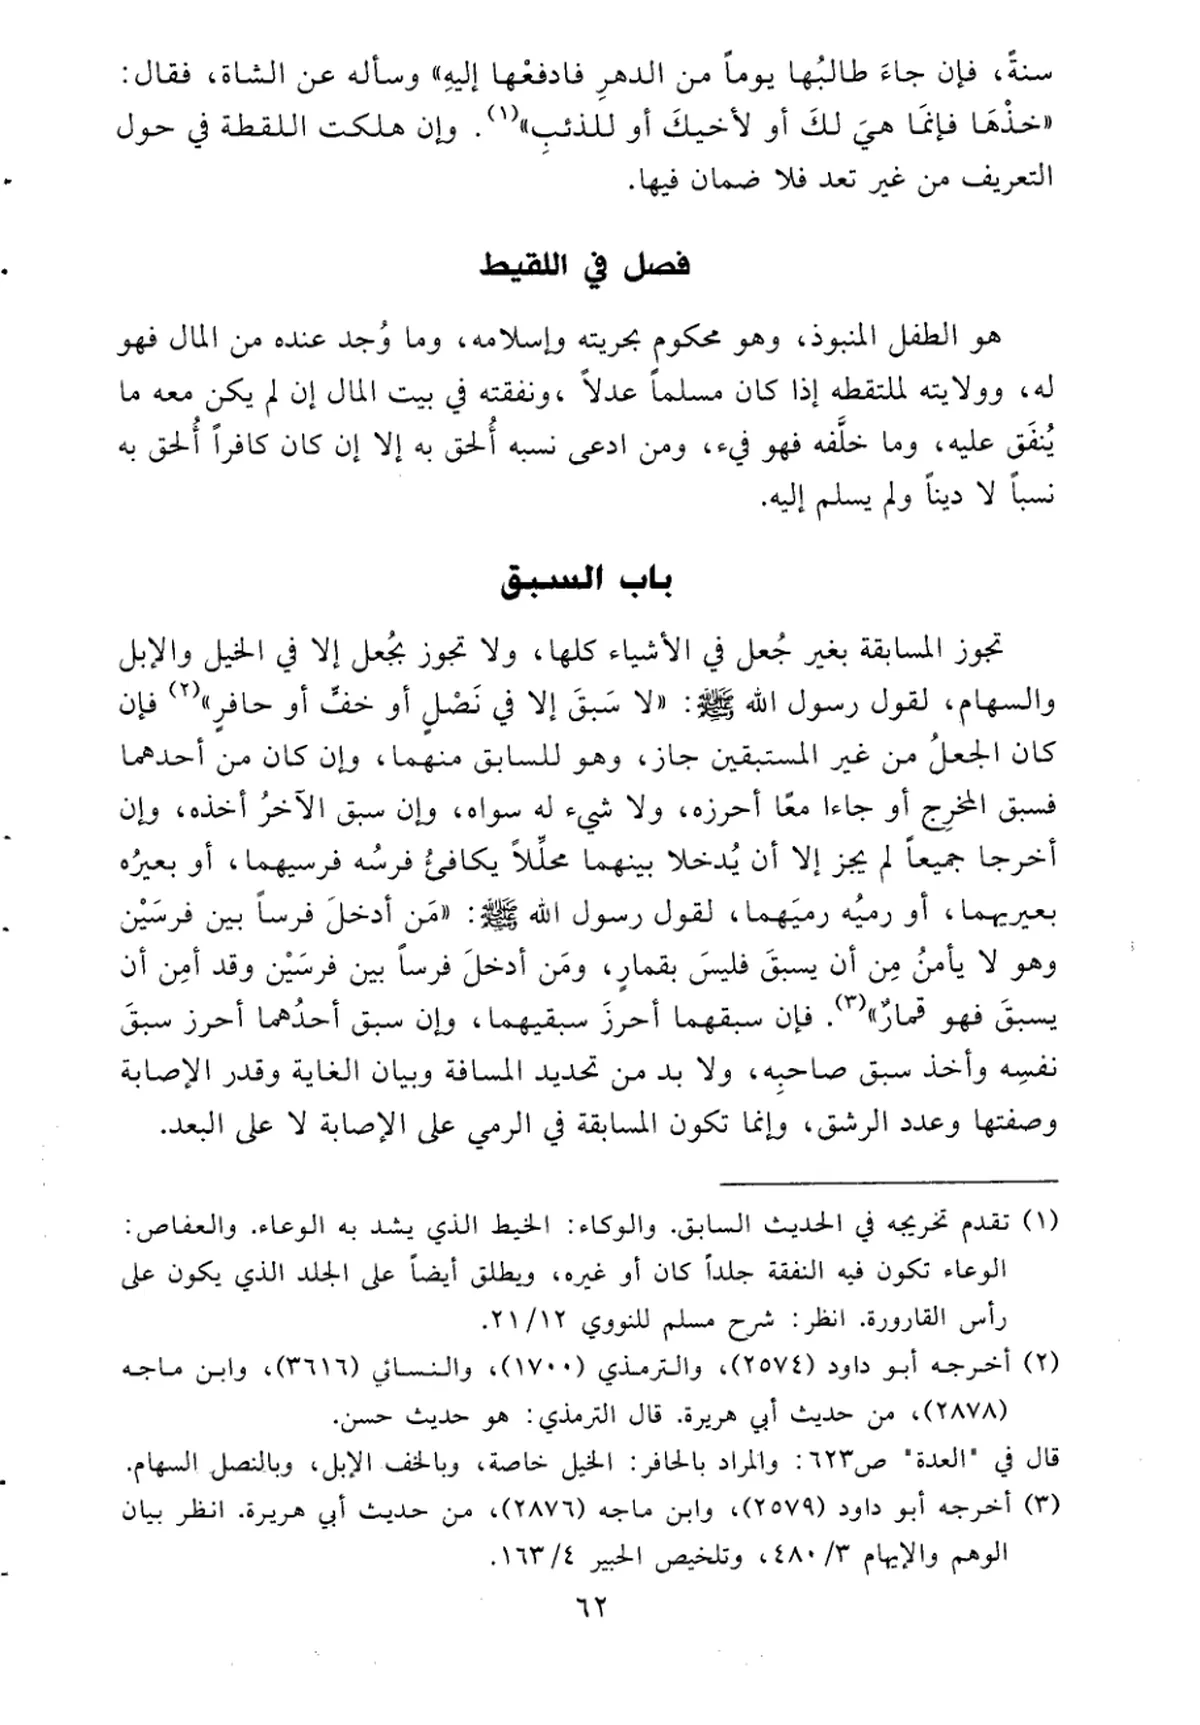 سنةً، فإن جاءَ طالبُها يوماً من الدهرِ فادفعْها إليهِ» وسأله عن الشاة، فقال:
«خذْهَا فإنمَا هيَ لكَ أو لأخيكَ أو للذئبِ»(١). وإن هلكت اللقطة في حول
التعريف من غير تعد فلا ضمان فيها.
فصل في اللقيط
هو الطفل المنبوذ، وهو محكوم بحريته وإسلامه، وما وُجد عنده من المال فهو
له، وولايته لملتقطه إذا كان مسلماً عدلاً ،ونفقته في بيت المال إن لم يكن معه ما
يُنفَق عليه، وما خلَّفه فهو فيء، ومن ادعى نسبه أُلحق به إلا إن كان كافراً أُلحق به
نسباً لا ديناً ولم يسلم إليه.
باب السبق
تجوز المسابقة بغير جُعل في الأشياء كلها، ولا تجوز بجُعل إلا في الخيل والإبل
والسهام، لقول رسول الله ﷺ: «لا سَبقَ إلا في نَصْلٍ أو خفٍّ أو حافرٍ»(٢) فإن
كان الجعلُ من غير المستبقين جاز، وهو للسابق منهما، وإن كان من أحدهما
فسبق المخرِج أو جاءا معًا أحرزه، ولا شيء له سواه، وإن سبق الآخرُ أخذه، وإن
أخرجا جميعاً لم يجز إلا أن يُدخلا بينهما محلِّلاً يكافئُ فرسُه فرسيهما، أو بعيرُه
بعيريهما، أو رميُه رميَهما، لقول رسول الله ﷺ: «مَن أدخلَ فرساً بين فرسَيْن
وهو لا يأمنُ مِن أن يسبقَ فليسَ بقمارٍ، ومَن أدخلَ فرساً بين فرسَيْن وقد أمِن أن
يسبقَ فهو قمارٌ»(٣). فإن سبقهما أحرزَ سبقيهما، وإن سبق أحدُهما أحرز سبقَ
نفسِه وأخذ سبق صاحبِه، ولا بد من تحديد المسافة وبيان الغاية وقدر الإصابة
وصفتها وعدد الرشق، وإنما تكون المسابقة في الرمي على الإصابة لا على البعد.
(١) تقدم تخريجه في الحديث السابق. والوكاء: الخيط الذي يشد به الوعاء. والعفاص:
الوعاء تكون فيه النفقة جلداً كان أو غيره، ويطلق أيضاً على الجلد الذي يكون على
رأس القارورة. انظر: شرح مسلم للنووي ٢١/١٢.
(٢) أخرجه أبو داود (٢٥٧٤)، والترمذي (١٧٠٠)، والنسائي (٣٦١٦)، وابن ماجه
(٢٨٧٨)، من حديث أبي هريرة. قال الترمذي: هو حديث حسن.
قال في "العدة" ص٦٢٣: والمراد بالحافر: الخيل خاصة، وبالخف الإبل، وبالنصل السهام.
(٣) أخرجه أبو داود (٢٥٧٩)، وابن ماجه (٢٨٧٦)، من حديث أبي هريرة. انظر بيان
الوهم والإيهام ٤٨٠/٣، وتلخيص الحبير ١٦٣/٤.
٦٢